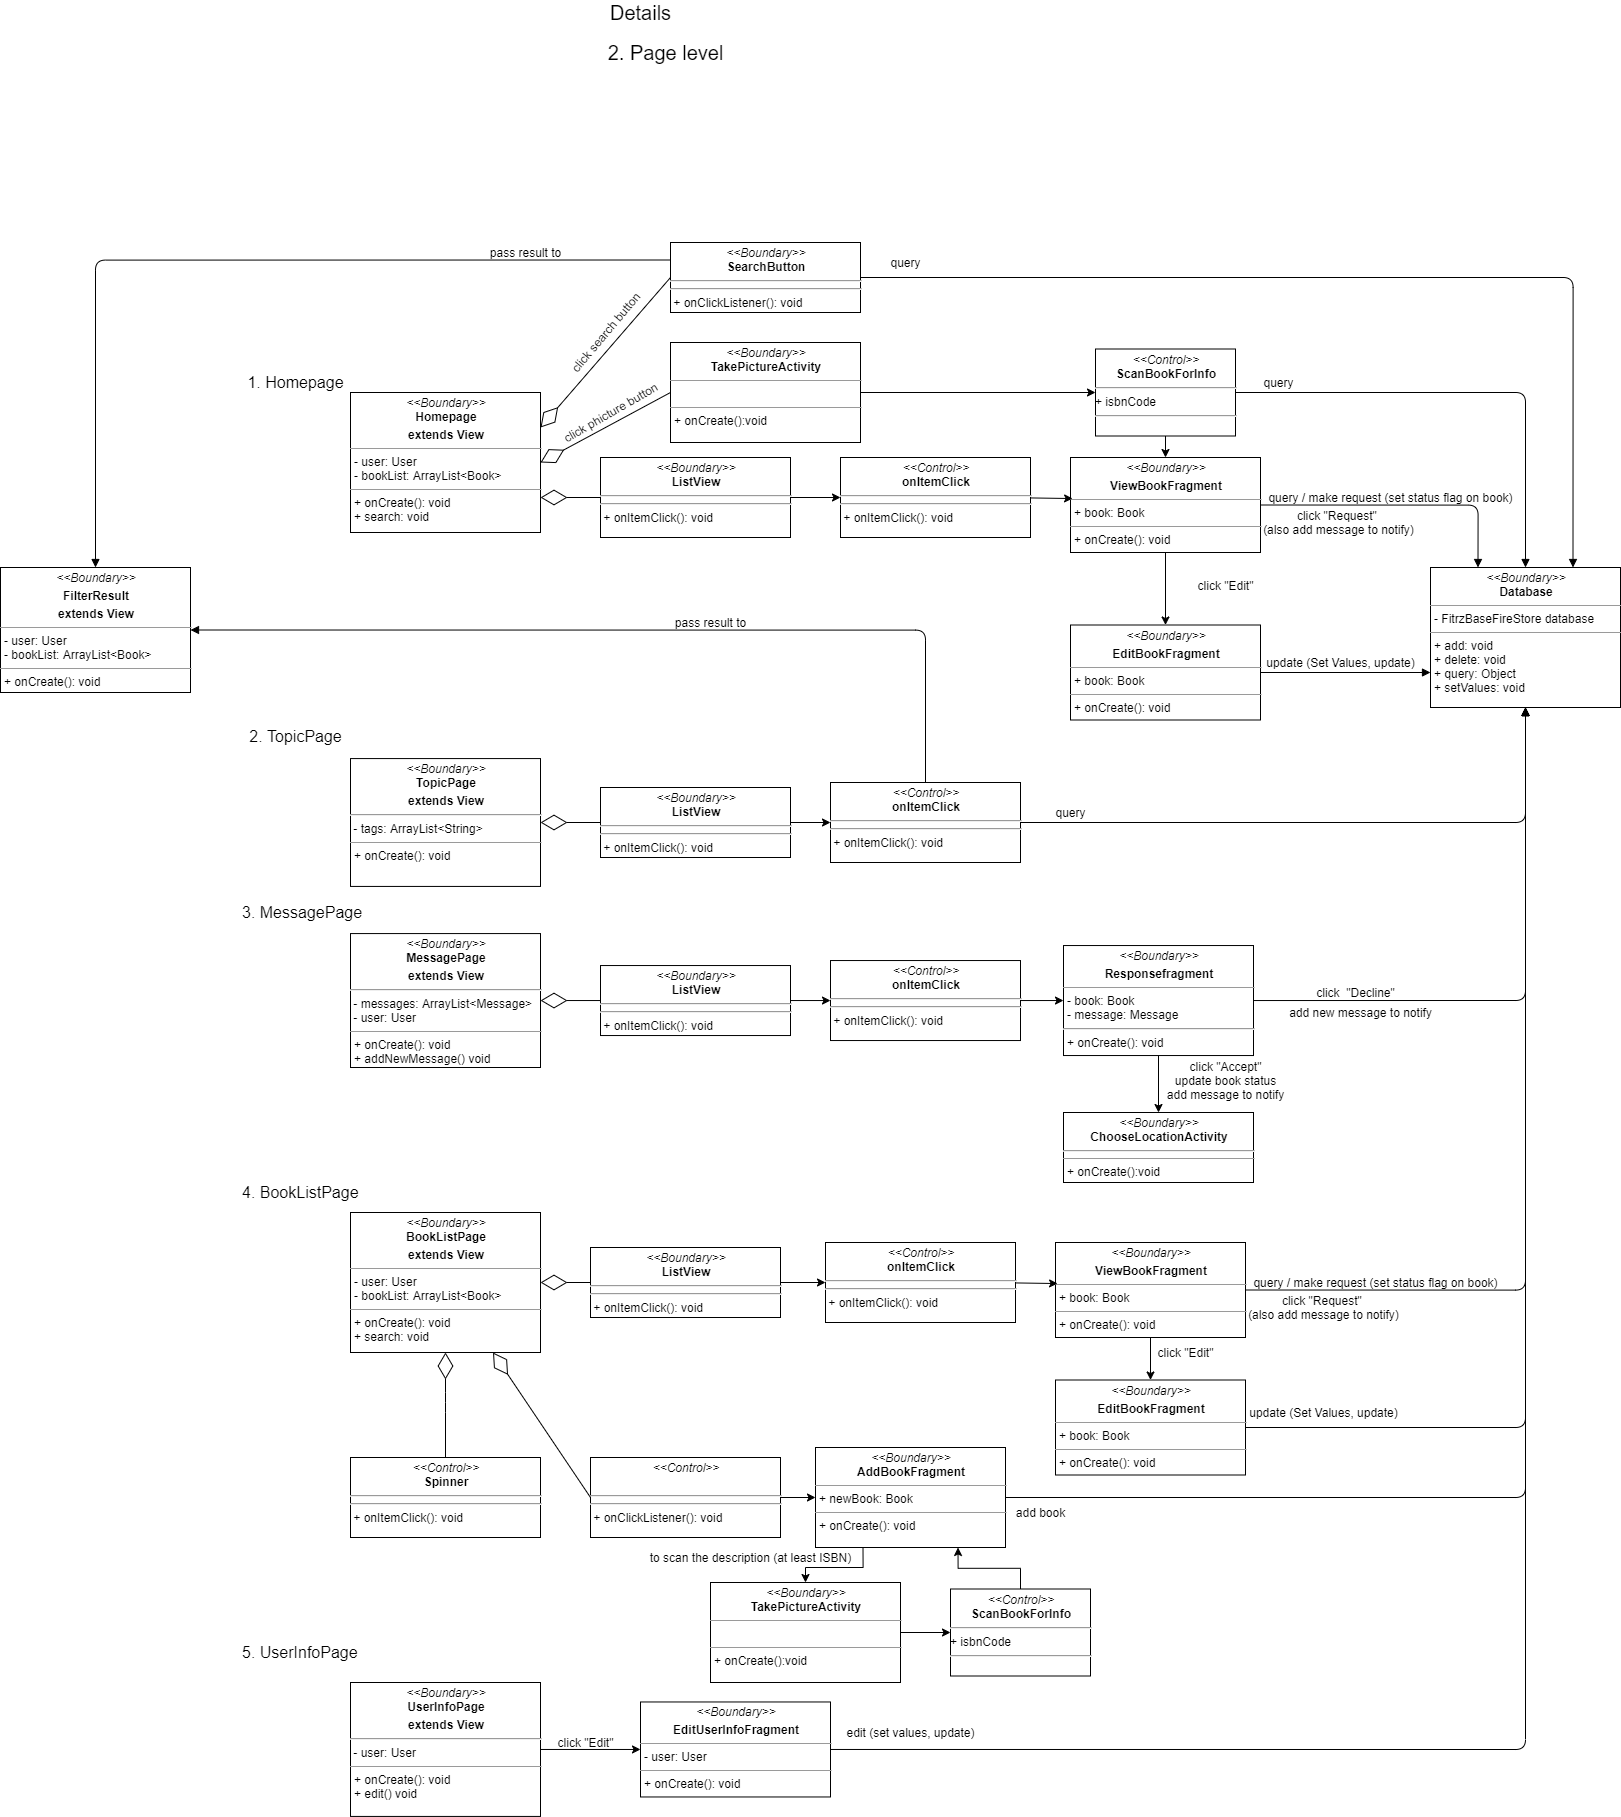 Details
2. Page level
<<Boundary>>
SearchButton
+ onClickListener(): void
pass result to
query
click search button
1. Homepage
<<Boundary>>
Homepage
extends View
- user: User
- bookList: ArrayList<Book>
+ onCreate(): void
+ search: void
click phicture button
<<Boundary>>
TakePictureActivity
+ onCreate():void
<<Control>>
ScanBookForInfo
+ isbnCode
query
<<Boundary>>
ListView
+ onItemClick(): void
<<Control>>
onItemClick
+ onItemClick(): void
<<Boundary>>
ViewBookFragment
+ book: Book
+ onCreate(): void
query / make request (set status flag on book)
click "Request"
(also add message to notify)
click "Edit"
<<Boundary>>
FilterResult
extends View
- user: User
- bookList: ArrayList<Book>
+ onCreate(): void
pass result to
<<Boundary>>
EditBookFragment
+ book: Book
+ onCreate(): void
update (Set Values, update)
<<Boundary>>
Database
- FitrzBaseFireStore database
+ add: void
+ delete: void
+ query: Object
+ setValues: void
2. TopicPage
<<Boundary>>
TopicPage
extends View
- tags: ArrayList<String>
+ onCreate(): void
<<Boundary>>
ListView
+ onItemClick(): void
<<Control>>
onItemClick
+ onItemClick(): void
query
3. MessagePage
<<Boundary>>
MessagePage
extends View
- messages: ArrayList<Message>
- user: User
+ onCreate(): void
+ addNewMessage() void
<<Boundary>>
ListView
+ onItemClick(): void
<<Control>>
onItemClick
+ onItemClick(): void
<<Boundary>>
Responsefragment
- book: Book
- message: Message
+ onCreate(): void
click  "Decline"
add new message to notify
click "Accept"
update book status
add message to notify
<<Boundary>>
ChooseLocationActivity
+ onCreate():void
4. BookListPage
<<Boundary>>
BookListPage
extends View
- user: User
- bookList: ArrayList<Book>
+ onCreate(): void
+ search: void
<<Boundary>>
ListView
+ onItemClick(): void
<<Control>>
onItemClick
+ onItemClick(): void
<<Boundary>>
ViewBookFragment
+ book: Book
+ onCreate(): void
query / make request (set status flag on book)
click "Request"
(also add message to notify)
click "Edit"
<<Boundary>>
EditBookFragment
+ book: Book
+ onCreate(): void
update (Set Values, update)
<<Control>>
Spinner
+ onItemClick(): void
<<Control>>
+ onClickListener(): void
<<Boundary>>
AddBookFragment
+ newBook: Book
+ onCreate(): void
add book
to scan the description (at least ISBN)
<<Boundary>>
TakePictureActivity
+ onCreate():void
<<Control>>
ScanBookForInfo
+ isbnCode
5. UserInfoPage
<<Boundary>>
UserInfoPage
extends View
- user: User
+ onCreate(): void
+ edit() void
click "Edit"
<<Boundary>>
EditUserInfoFragment
- user: User
+ onCreate(): void
edit (set values, update)